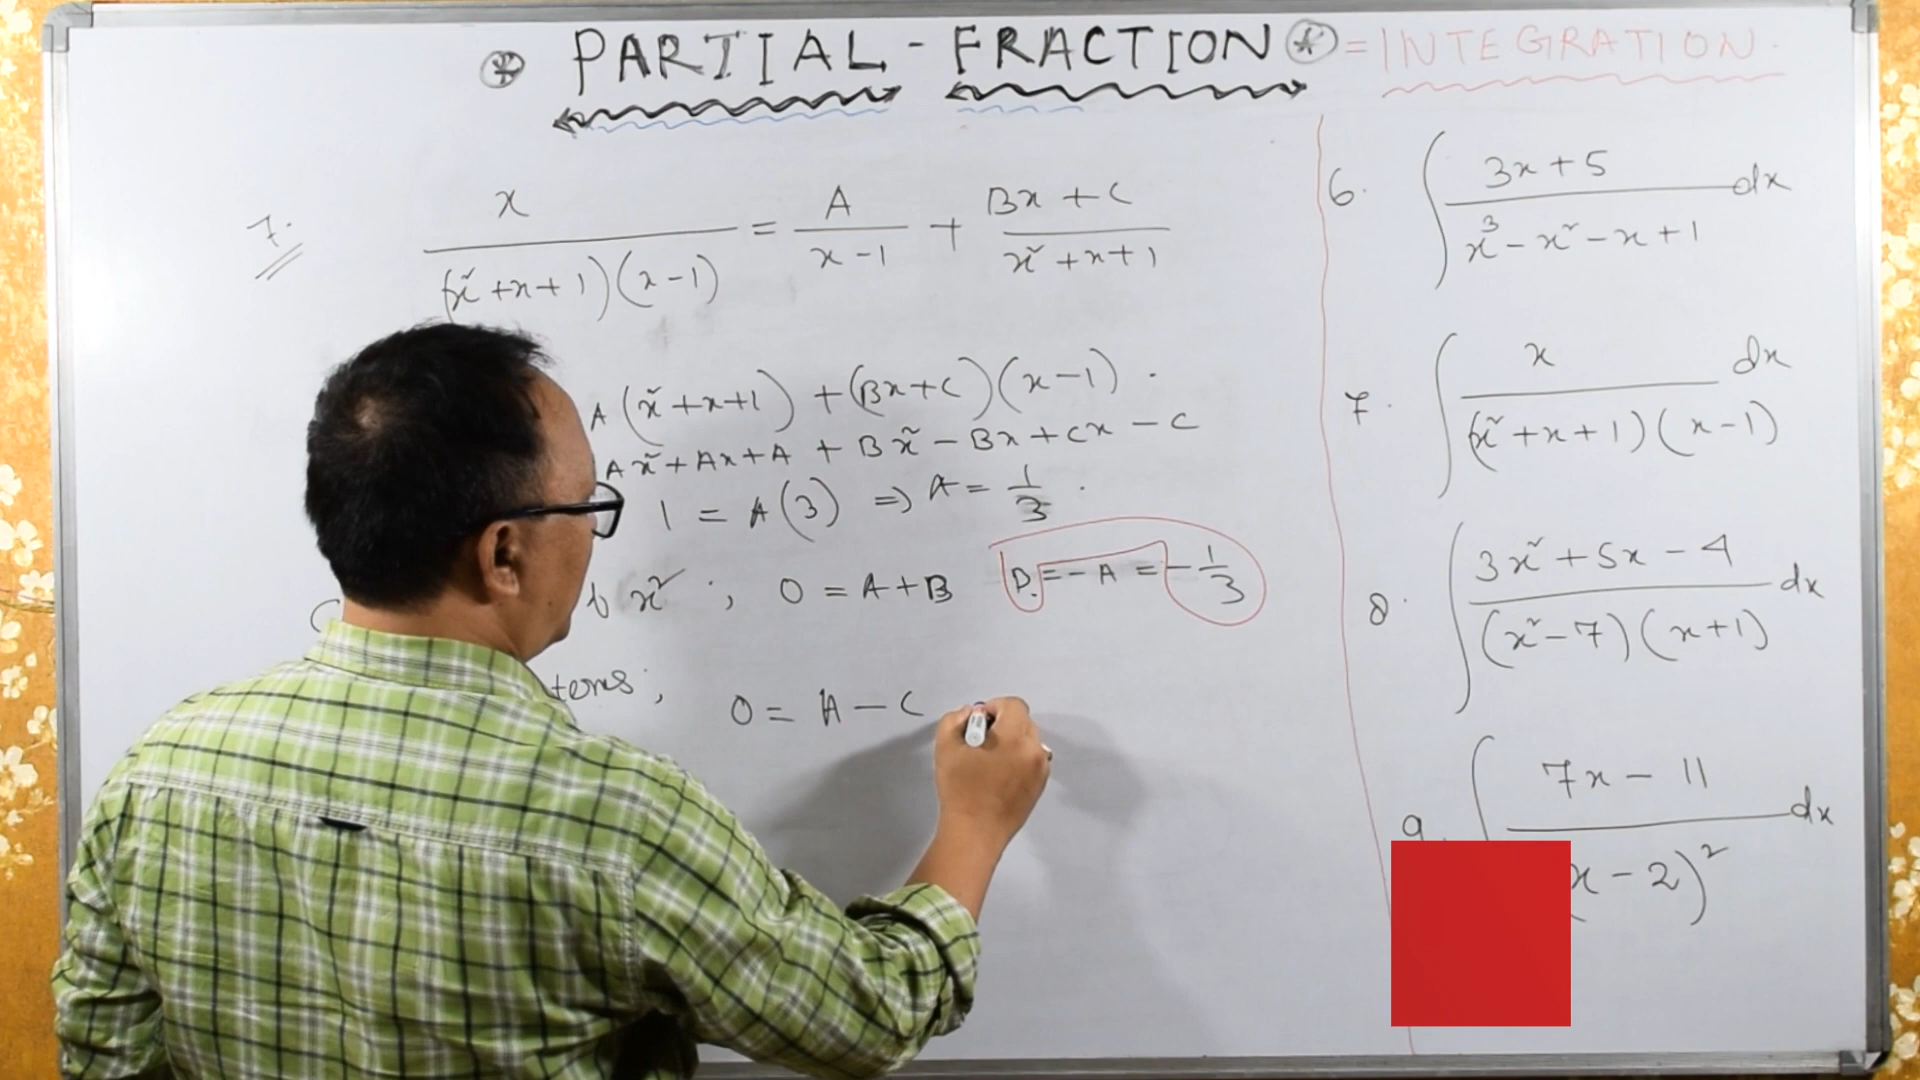 * PARTIAL - FRACTION * = INTEGRATION.
7.
x
(x² + x + 1)(x - 1)
=
A
x - 1
+
Bx + C
x² + x + 1
A(x² + x + 1) + (Bx + C)(x - 1) .
Ax² + Ax + A + Bx² - Bx + Cx - C
1 = A(3) ⇒ A = 1/3 .
x² ; 0 = A + B B = - A = - 1/3
terms ; 0 = A - C
6. ∫ 3x + 5 dx
x³ - x² - x + 1
7. ∫ x dx
(x² + x + 1)(x - 1)
8. ∫ 3x² + 5x - 4 dx
(x² - 7)(x + 1)
9. ∫ 7x - 11 dx
x - 2)²